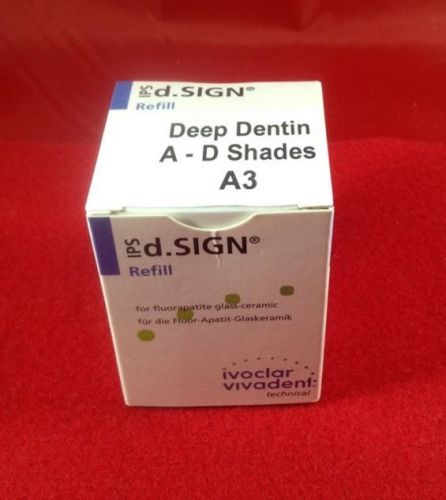 IPS d.SIGN®
Refill
Deep Dentin
A - D Shades
A3
IPS d.SIGN®
Refill
for fluorapatite glass-ceramic
für die Fluor-Apatit-Glaskeramik
ivoclar
vivadent:
technical